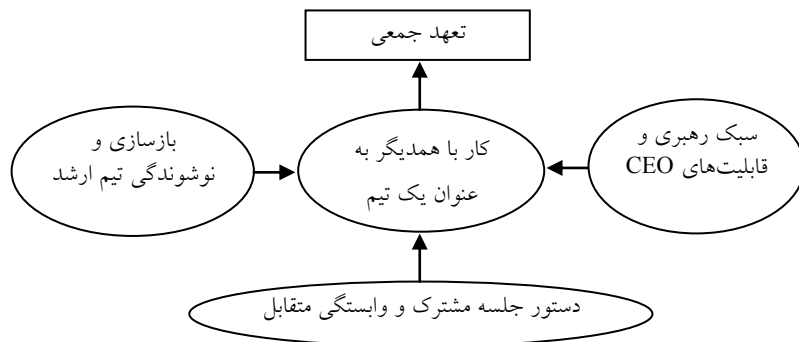 تعهد جمعی
سبک رهبری و
قابلیت‌های CEO
کار با همدیگر به
عنوان یک تیم
بازسازی و
نوشوندگی تیم ارشد
دستور جلسه مشترک و وابستگی متقابل